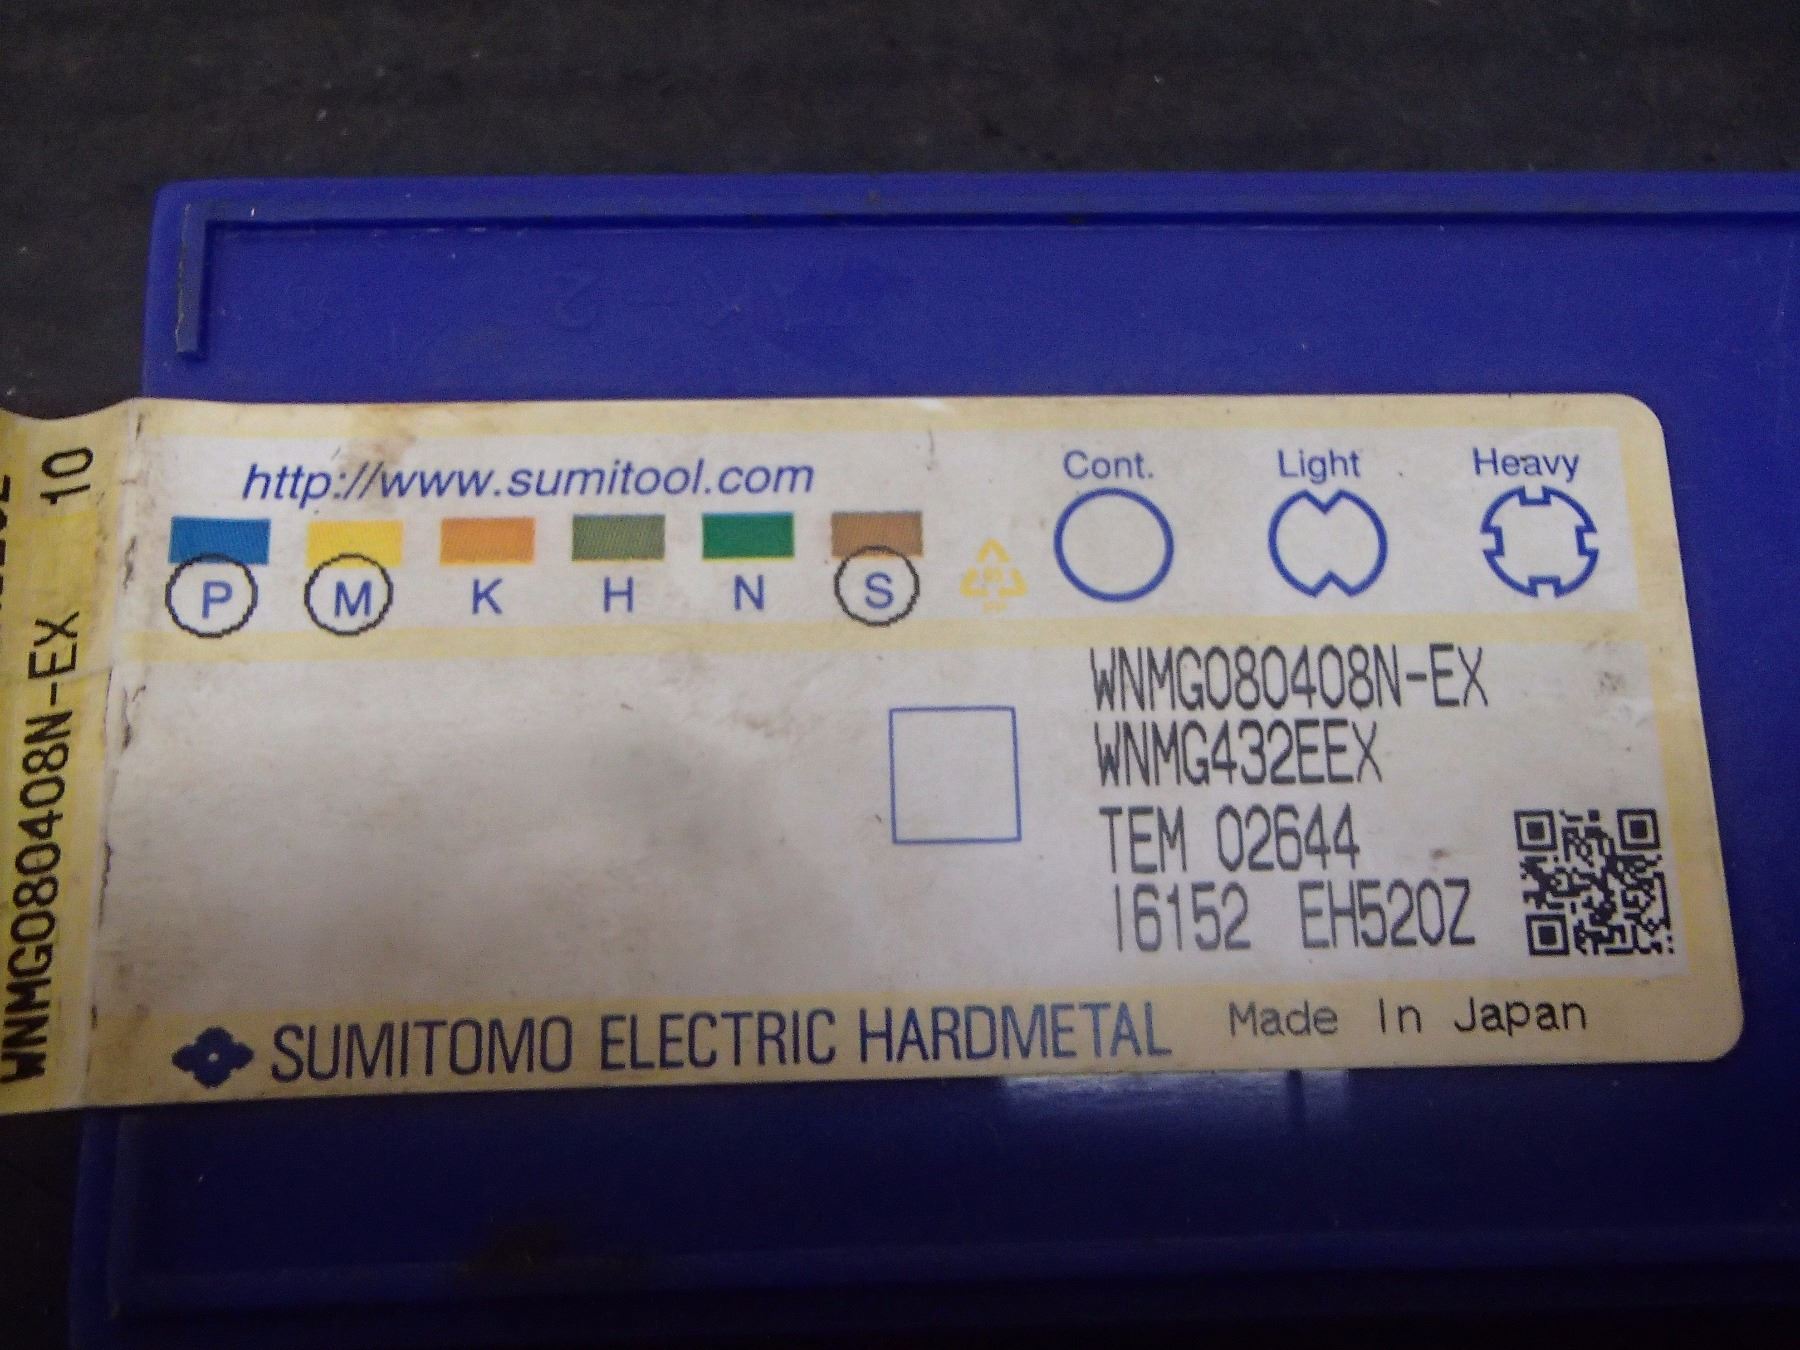 http://www.sumitool.com
Cont. Light Heavy
P M K H N S
WNMG080408N-EX
WNMG432EEX
TEM 02644
16152 EH520Z
SUMITOMO ELECTRIC HARDMETAL Made In Japan
WNMG080408N-EX 10